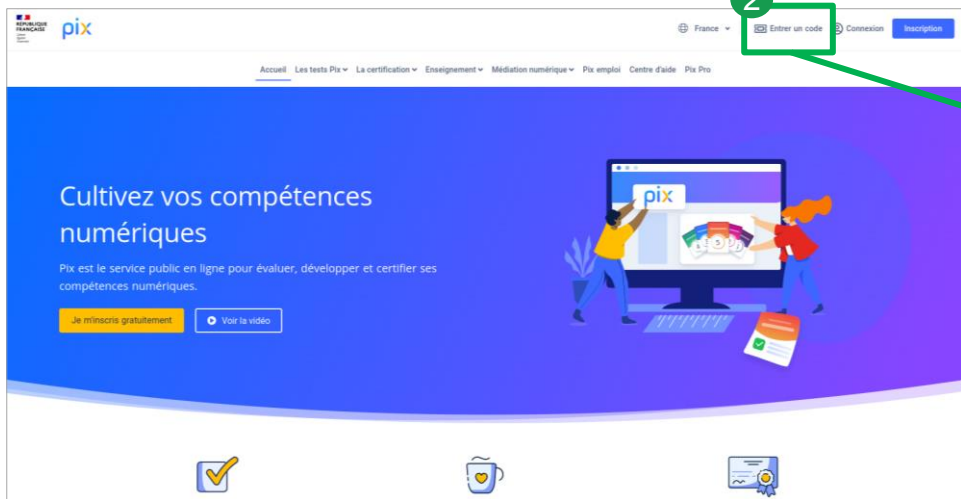 2
RÉPUBLIQUE
FRANÇAISE
pix
France
Entrer un code
Connexion
Inscription
Accueil Les tests Pix La certification Enseignement Médiation numérique Pix emploi Centre d'aide Pix Pro
Cultivez vos compétences
numériques
Pix est le service public en ligne pour évaluer, développer et certifier ses
compétences numériques.
Je m'inscris gratuitement
Voir la vidéo
pix